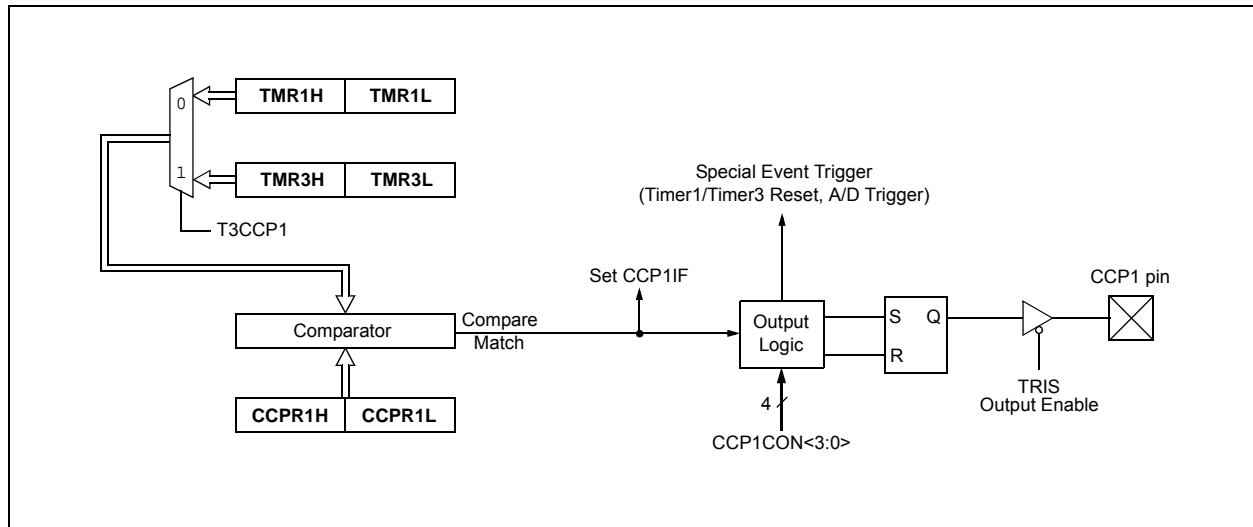 0
TMR1H TMR1L
1
TMR3H TMR3L
T3CCP1
Special Event Trigger
(Timer1/Timer3 Reset, A/D Trigger)
Set CCP1IF
CCP1 pin
Comparator
Compare
Match
Output
Logic
S Q
R
TRIS
Output Enable
CCPR1H CCPR1L
4
CCP1CON<3:0>